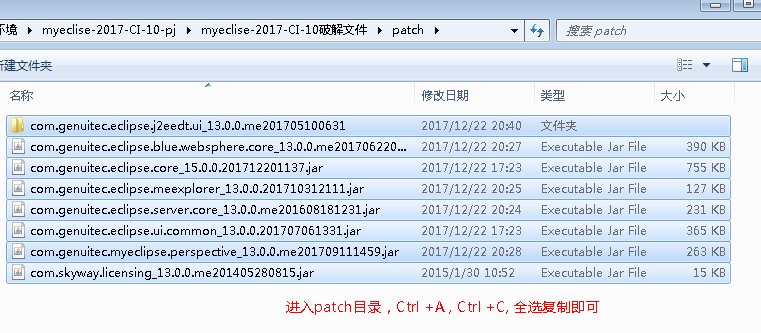 环境 ▸ myeclise-2017-CI-10-pj ▸ myeclise-2017-CI-10破解文件 ▸ patch ▸ 搜索 patch
新建文件夹
名称 修改日期 类型 大小
com.genuitec.eclipse.j2eedt.ui_13.0.0.me201705100631 2017/12/22 20:40 文件夹
com.genuitec.eclipse.blue.websphere.core_13.0.0.me201706220... 2017/12/22 20:27 Executable Jar File 390 KB
com.genuitec.eclipse.core_15.0.0.201712201137.jar 2017/12/22 17:23 Executable Jar File 755 KB
com.genuitec.eclipse.meexplorer_13.0.0.201710312111.jar 2017/12/22 20:25 Executable Jar File 127 KB
com.genuitec.eclipse.server.core_13.0.0.me201608181231.jar 2017/12/22 20:24 Executable Jar File 231 KB
com.genuitec.eclipse.ui.common_13.0.0.201707061331.jar 2017/12/22 17:23 Executable Jar File 365 KB
com.genuitec.myeclipse.perspective_13.0.0.me201709111459.jar 2017/12/22 20:28 Executable Jar File 263 KB
com.skyway.licensing_13.0.0.me201405280815.jar 2015/1/30 10:52 Executable Jar File 15 KB
进入patch目录，Ctrl +A , Ctrl +C, 全选复制即可